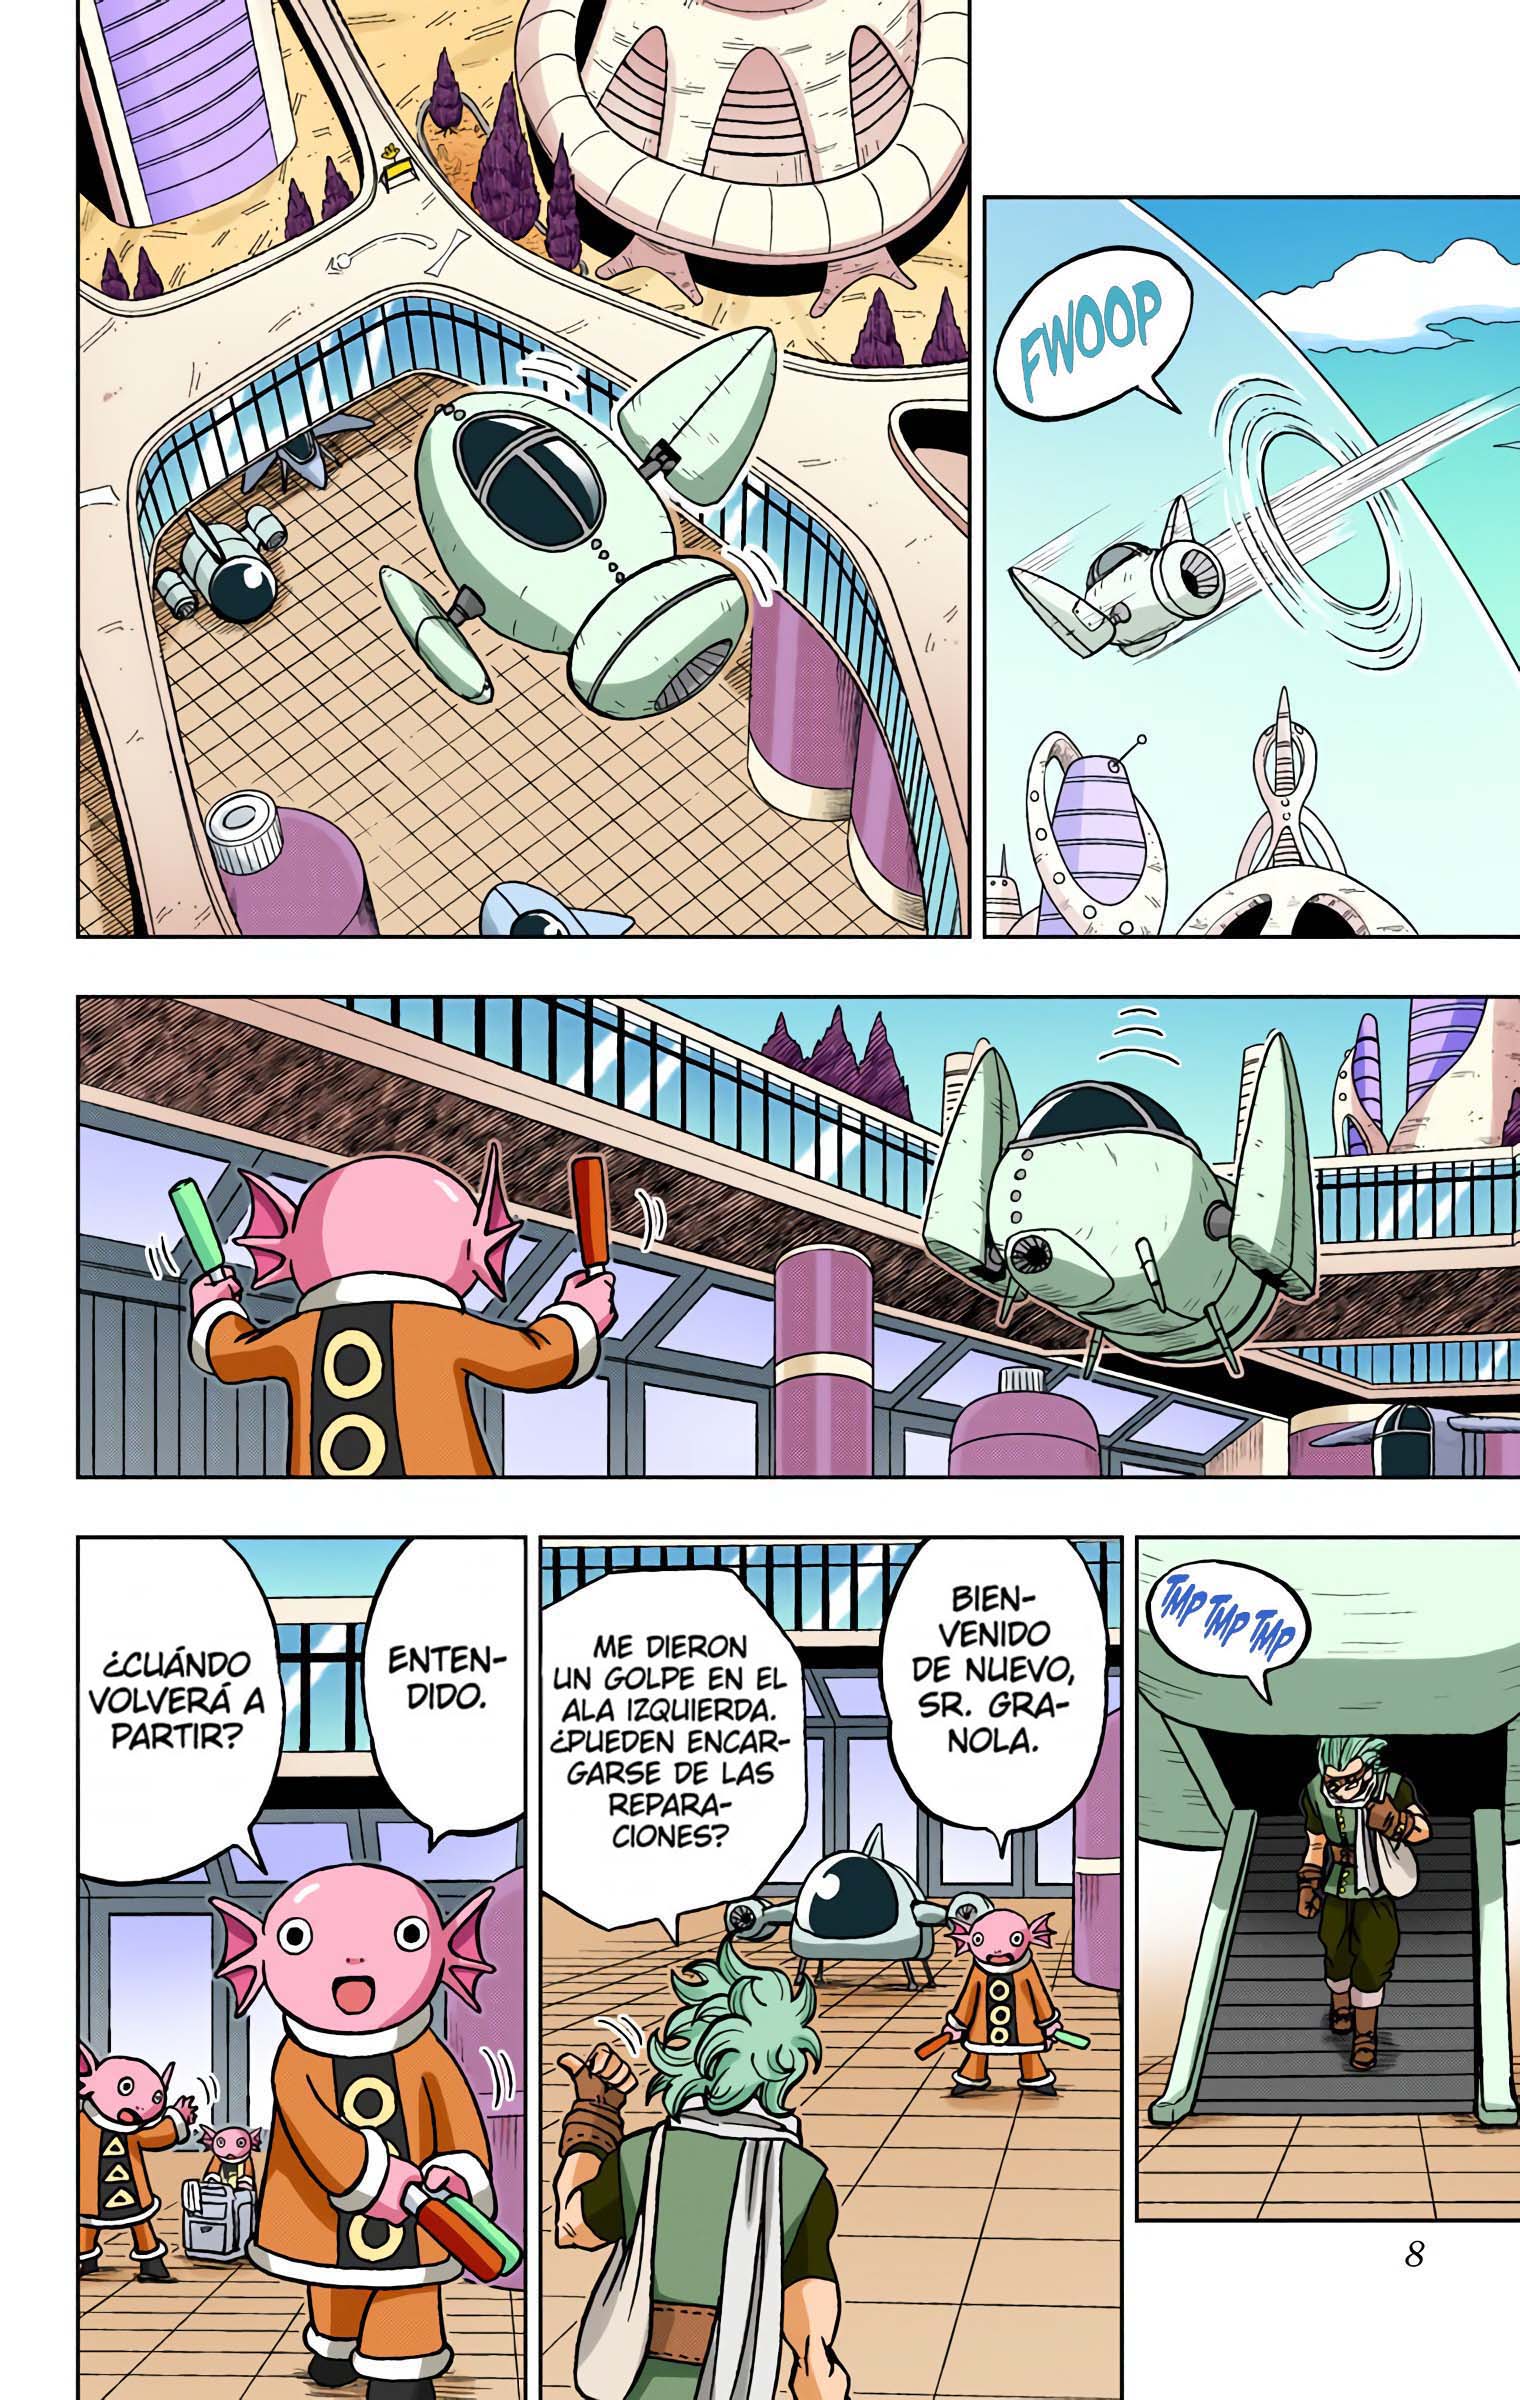 FWOOP
TMP TMP TMP
BIEN-
VENIDO
DE NUEVO,
SR. GRA-
NOLA.
ME DIERON
UN GOLPE EN EL
ALA IZQUIERDA.
¿PUEDEN ENCAR-
GARSE DE LAS
REPARA-
CIONES?
ENTEN-
DIDO.
¿CUÁNDO
VOLVERÁ A
PARTIR?
8